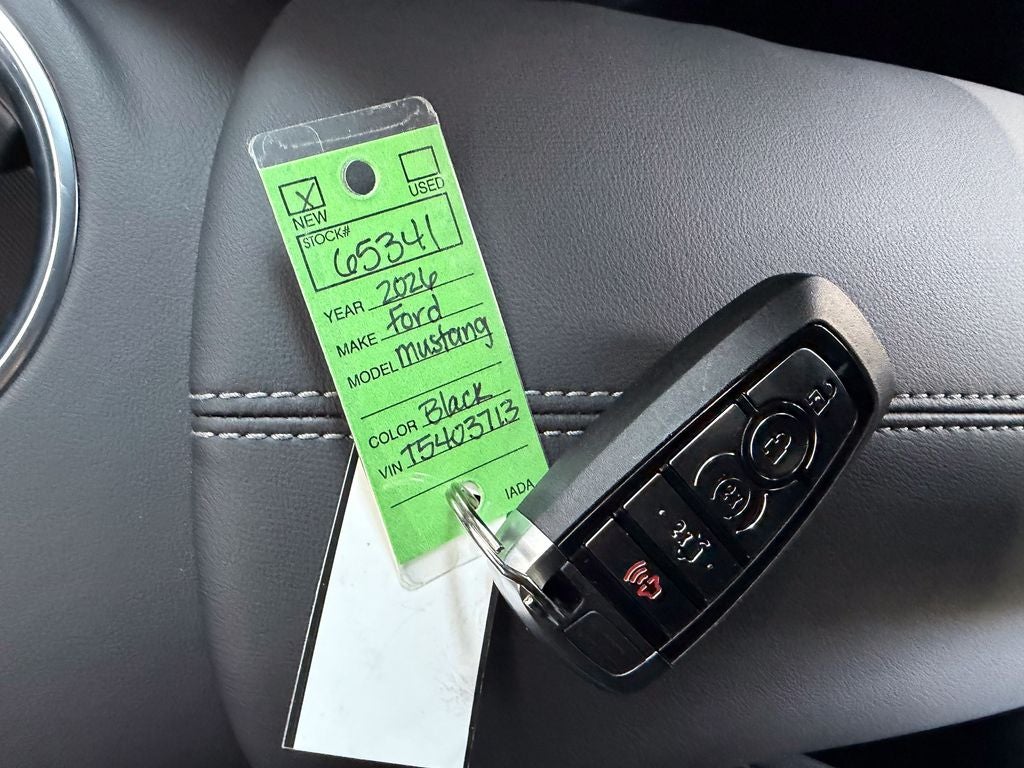 X
NEW
USED
STOCK#
65341
YEAR 2026
MAKE Ford
MODEL Mustang
COLOR Black
VIN T5403713
IADA